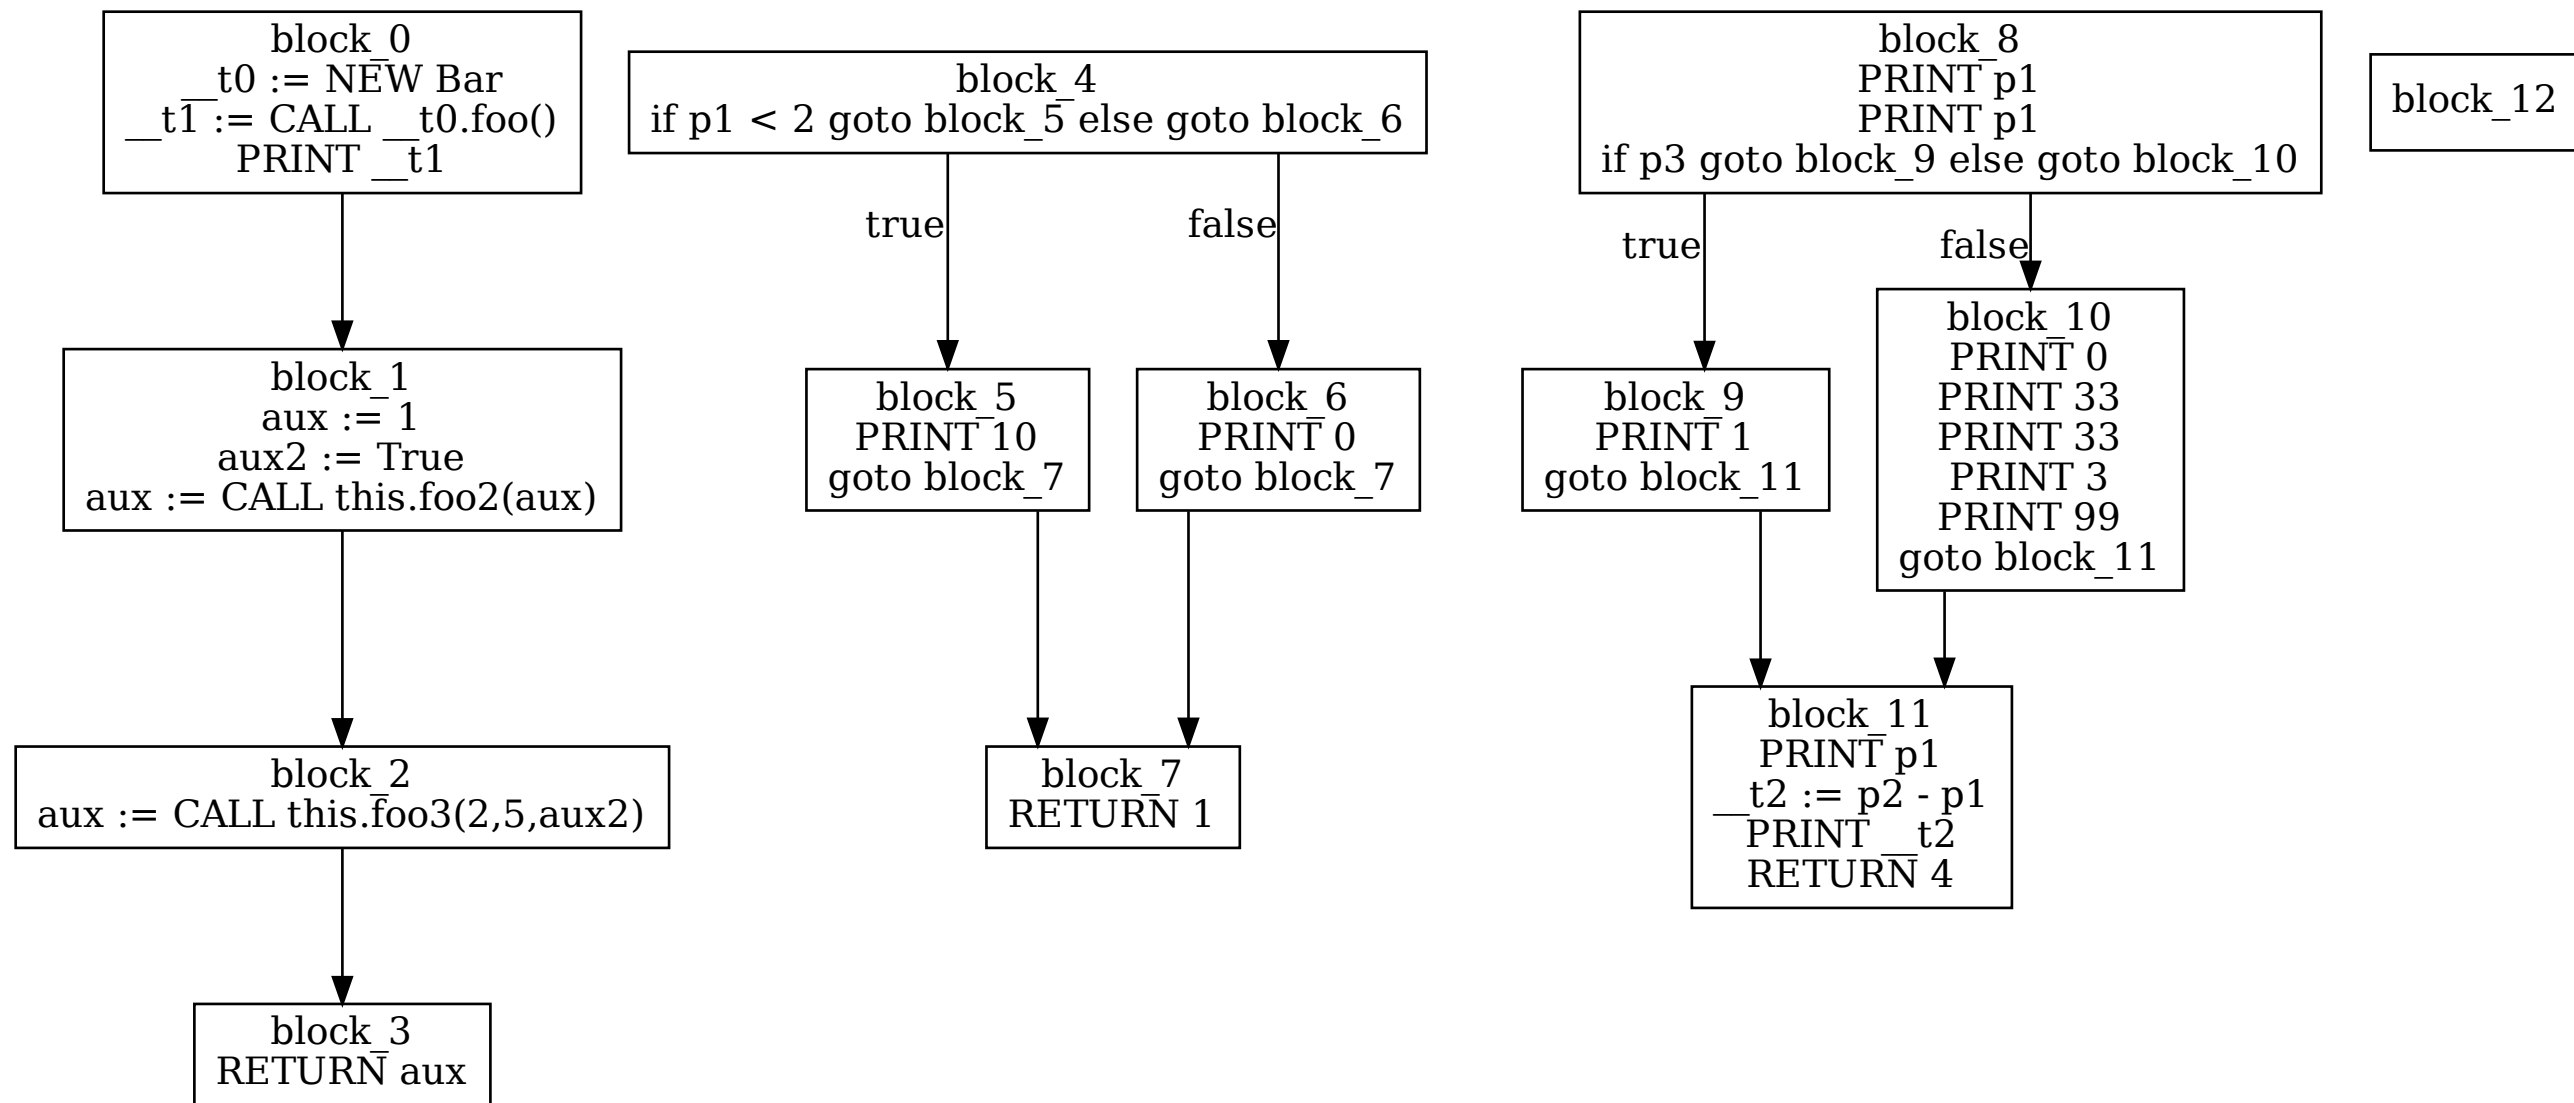 block_0
__t0 := NEW Bar
__t1 := CALL __t0.foo()
PRINT __t1
block_1
aux := 1
aux2 := True
aux := CALL this.foo2(aux)
block_2
aux := CALL this.foo3(2,5,aux2)
block_3
RETURN aux
block_4
if p1 < 2 goto block_5 else goto block_6
true
false
block_5
PRINT 10
goto block_7
block_6
PRINT 0
goto block_7
block_7
RETURN 1
block_8
PRINT p1
PRINT p1
if p3 goto block_9 else goto block_10
true
false
block_9
PRINT 1
goto block_11
block_10
PRINT 0
PRINT 33
PRINT 33
PRINT 3
PRINT 99
goto block_11
block_11
PRINT p1
__t2 := p2 - p1
PRINT __t2
RETURN 4
block_12